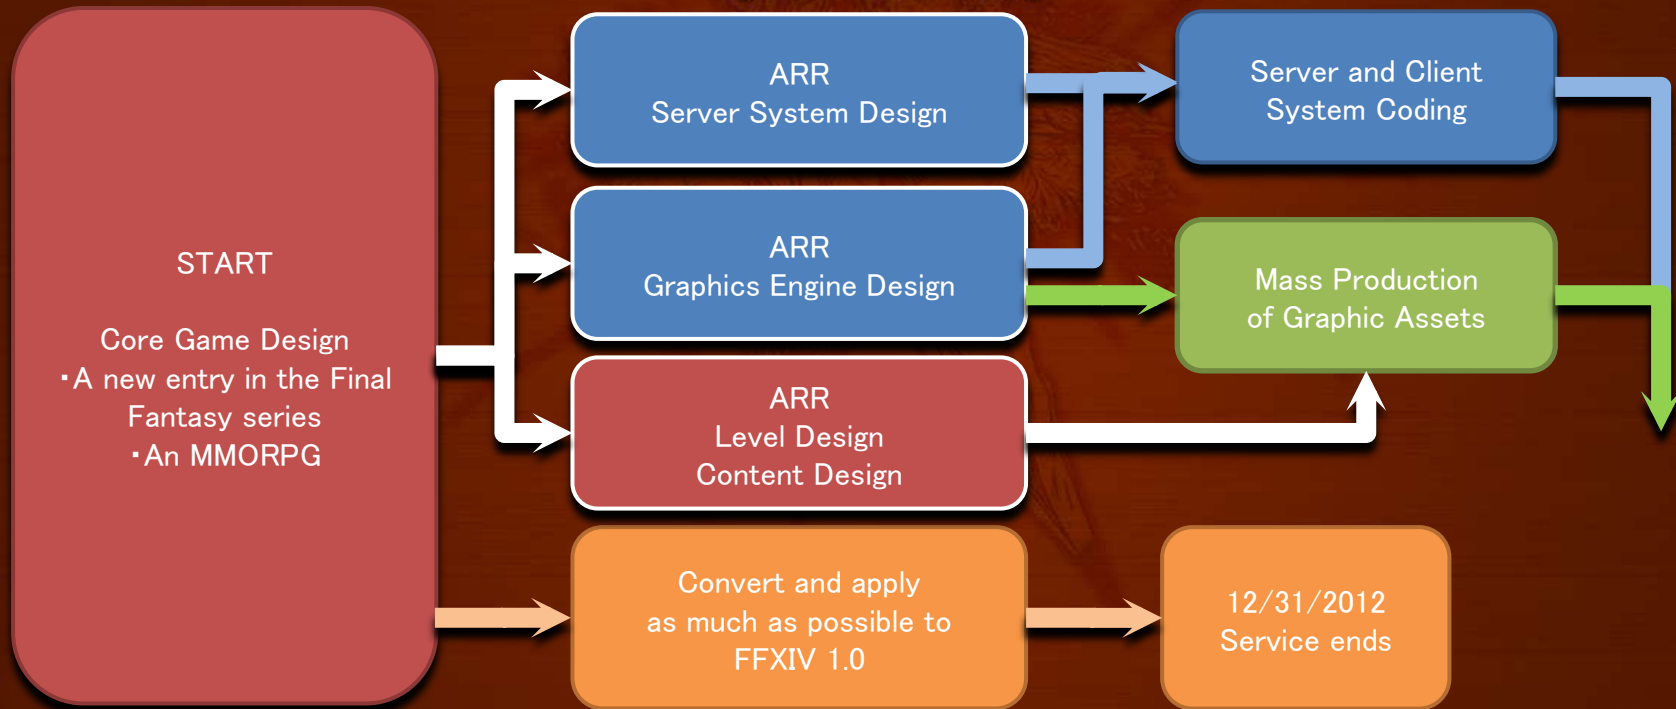 START
Core Game Design
・A new entry in the Final
Fantasy series
・An MMORPG
ARR
Server System Design
ARR
Graphics Engine Design
ARR
Level Design
Content Design
Convert and apply
as much as possible to
FFXIV 1.0
Server and Client
System Coding
Mass Production
of Graphic Assets
12/31/2012
Service ends